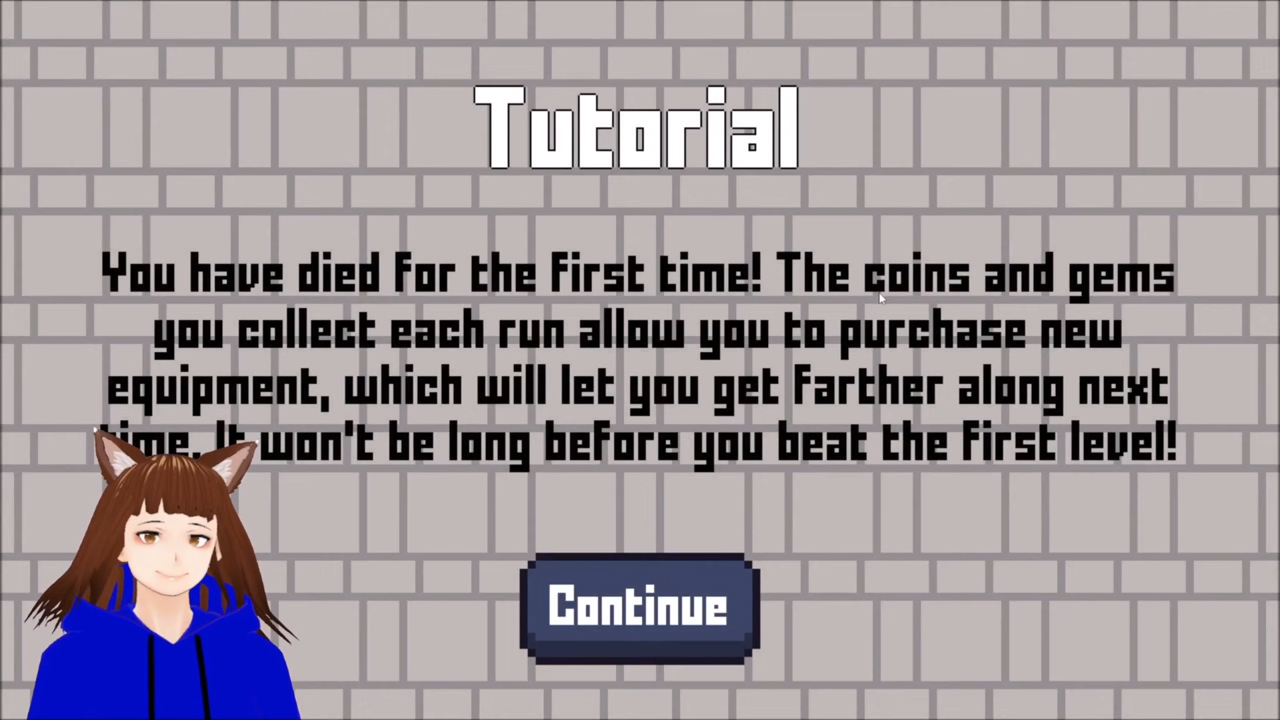 Tutorial
You have died for the first time! The coins and gems
you collect each run allow you to purchase new
equipment, which will let you get farther along next
time. It won't be long before you beat the first level!
Continue